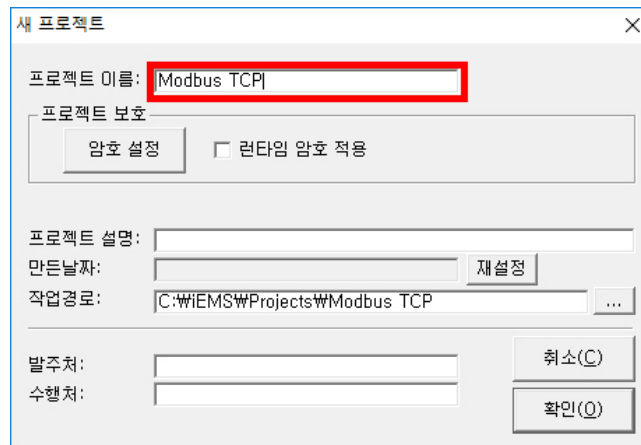 새 프로젝트
프로젝트 이름: Modbus TCP
프로젝트 보호
암호 설정 런타임 암호 적용
프로젝트 설명:
만든날짜: 재설정
작업경로: C:₩iEMS₩Projects₩Modbus TCP ...
발주처: 취소(C)
수행처:
확인(O)